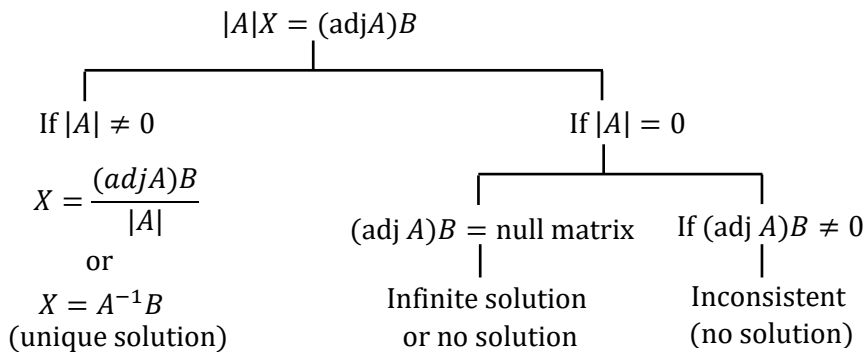 |A|X = (adjA)B
If |A| ≠ 0
If |A| = 0
X = (adjA)B / |A|
or
X = A⁻¹B
(unique solution)
(adj A)B = null matrix
If (adj A)B ≠ 0
Infinite solution
or no solution
Inconsistent
(no solution)